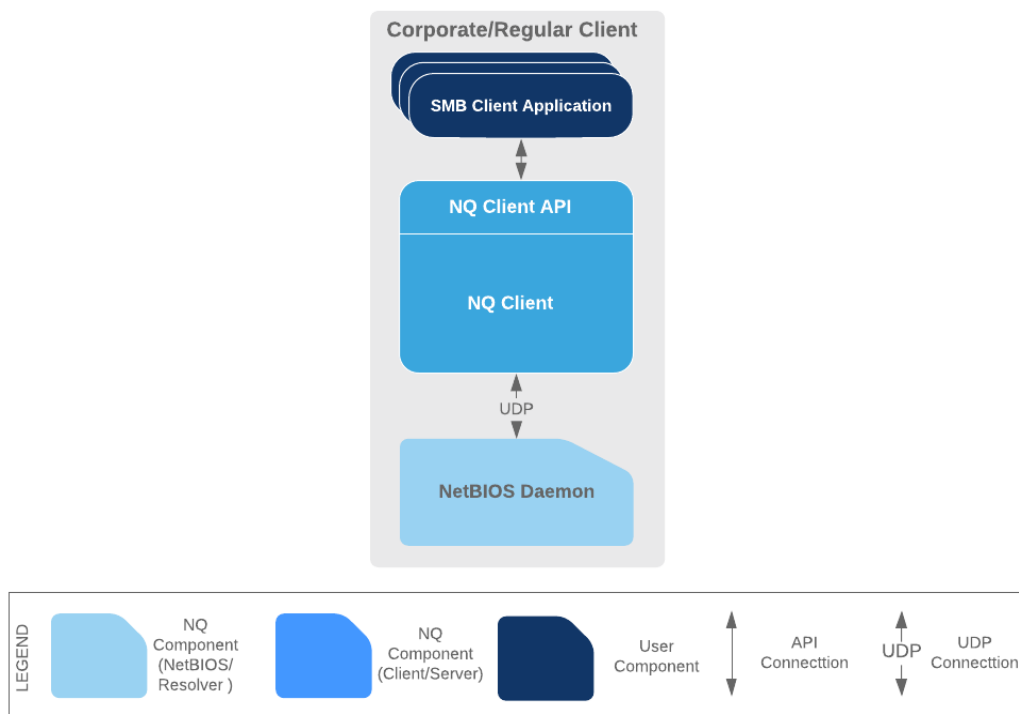 Corporate/Regular Client
SMB Client Application
NQ Client API
NQ Client
UDP
NetBIOS Daemon
LEGEND
NQ
Component
(NetBIOS/
Resolver )
NQ
Component
(Client/Server)
User
Component
API
Connecttion
UDP
UDP
Connecttion